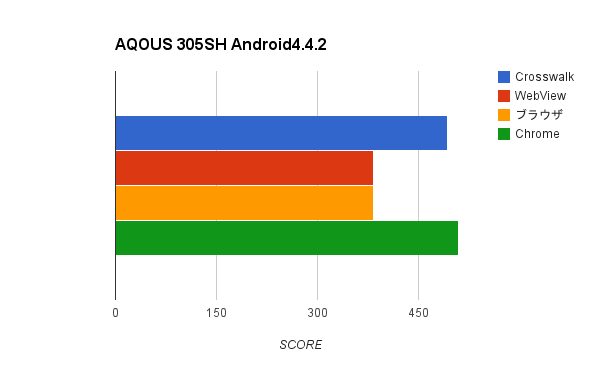 AQOUS 305SH Android4.4.2
Crosswalk
WebView
ブラウザ
Chrome
0 150 300 450
SCORE